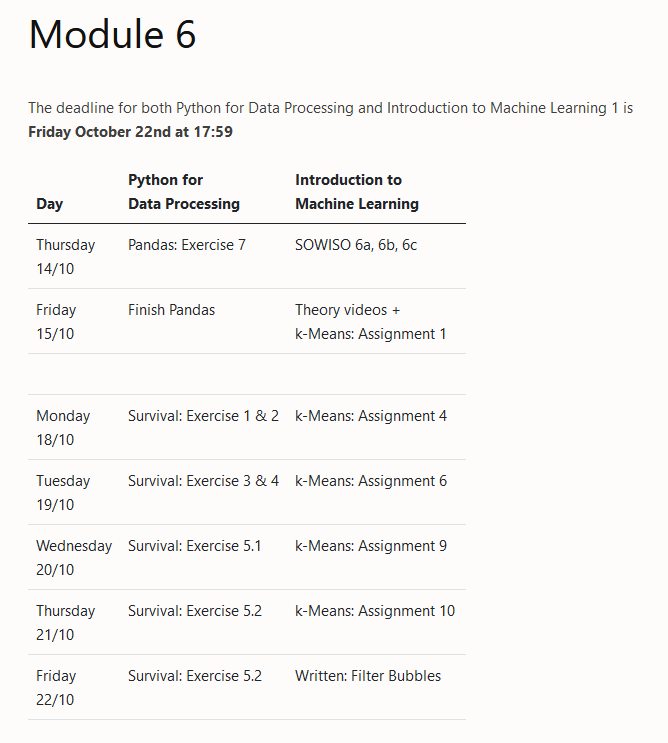 Module 6
The deadline for both Python for Data Processing and Introduction to Machine Learning 1 is
Friday October 22nd at 17:59
Day Python for Data Processing Introduction to Machine Learning
Thursday 14/10 Pandas: Exercise 7 SOWISO 6a, 6b, 6c
Friday 15/10 Finish Pandas Theory videos + k-Means: Assignment 1
Monday 18/10 Survival: Exercise 1 & 2 k-Means: Assignment 4
Tuesday 19/10 Survival: Exercise 3 & 4 k-Means: Assignment 6
Wednesday 20/10 Survival: Exercise 5.1 k-Means: Assignment 9
Thursday 21/10 Survival: Exercise 5.2 k-Means: Assignment 10
Friday 22/10 Survival: Exercise 5.2 Written: Filter Bubbles